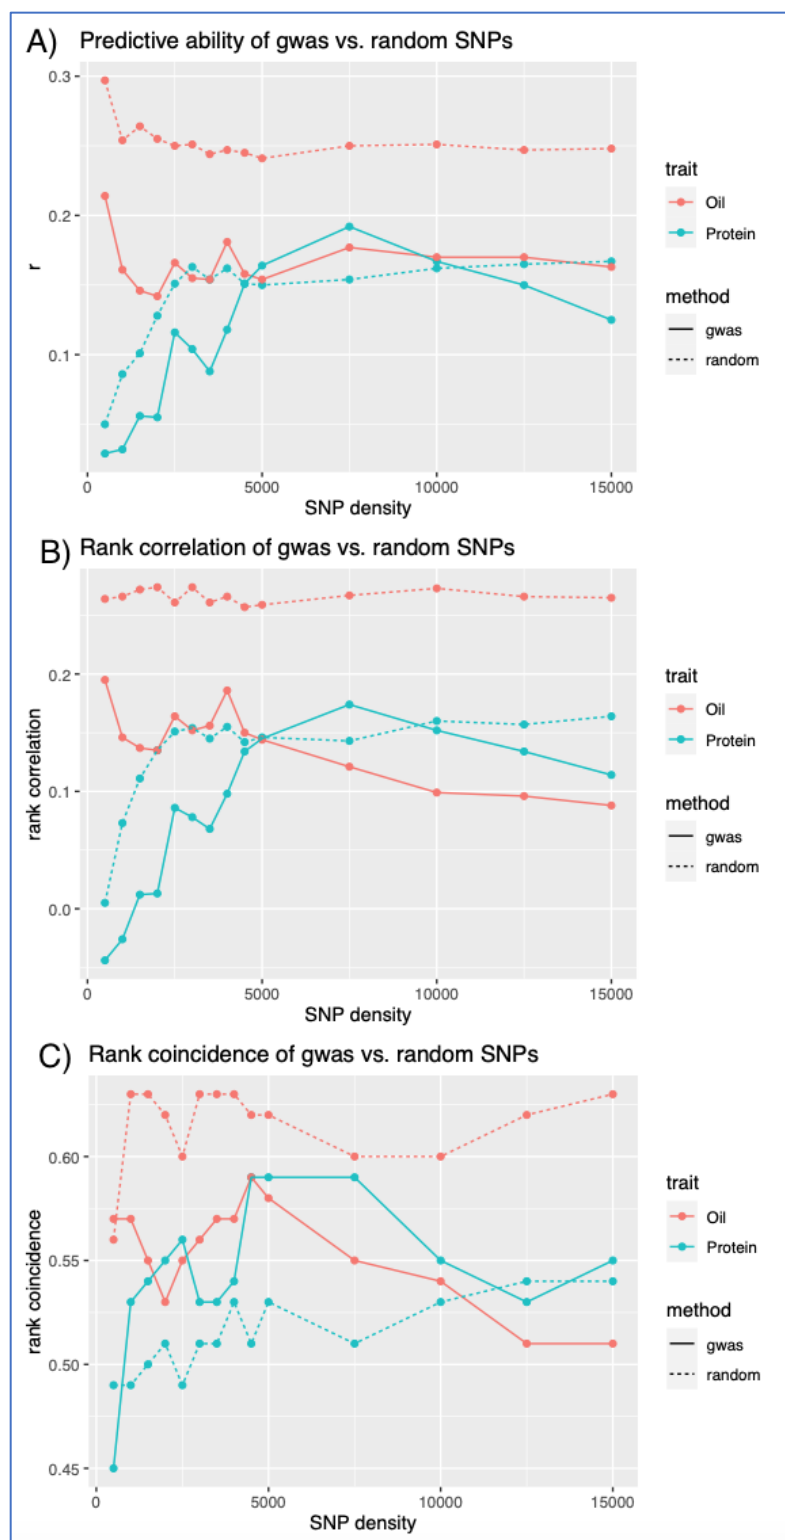 A) Predictive ability of gwas vs. random SNPs
0.3
0.2
0.1
r
0 5000 10000 15000
SNP density
trait
Oil
Protein
method
gwas
random
B) Rank correlation of gwas vs. random SNPs
0.2
0.1
0.0
rank correlation
0 5000 10000 15000
SNP density
trait
Oil
Protein
method
gwas
random
C) Rank coincidence of gwas vs. random SNPs
0.60
0.55
0.50
0.45
rank coincidence
0 5000 10000 15000
SNP density
trait
Oil
Protein
method
gwas
random